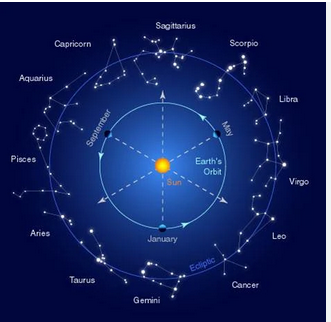 Sagittarius
Capricorn
Scorpio
Aquarius
Libra
September
May
Pisces
Earth's
Orbit
Sun
Virgo
Aries
January
Leo
Ecliptic
Taurus
Cancer
Gemini